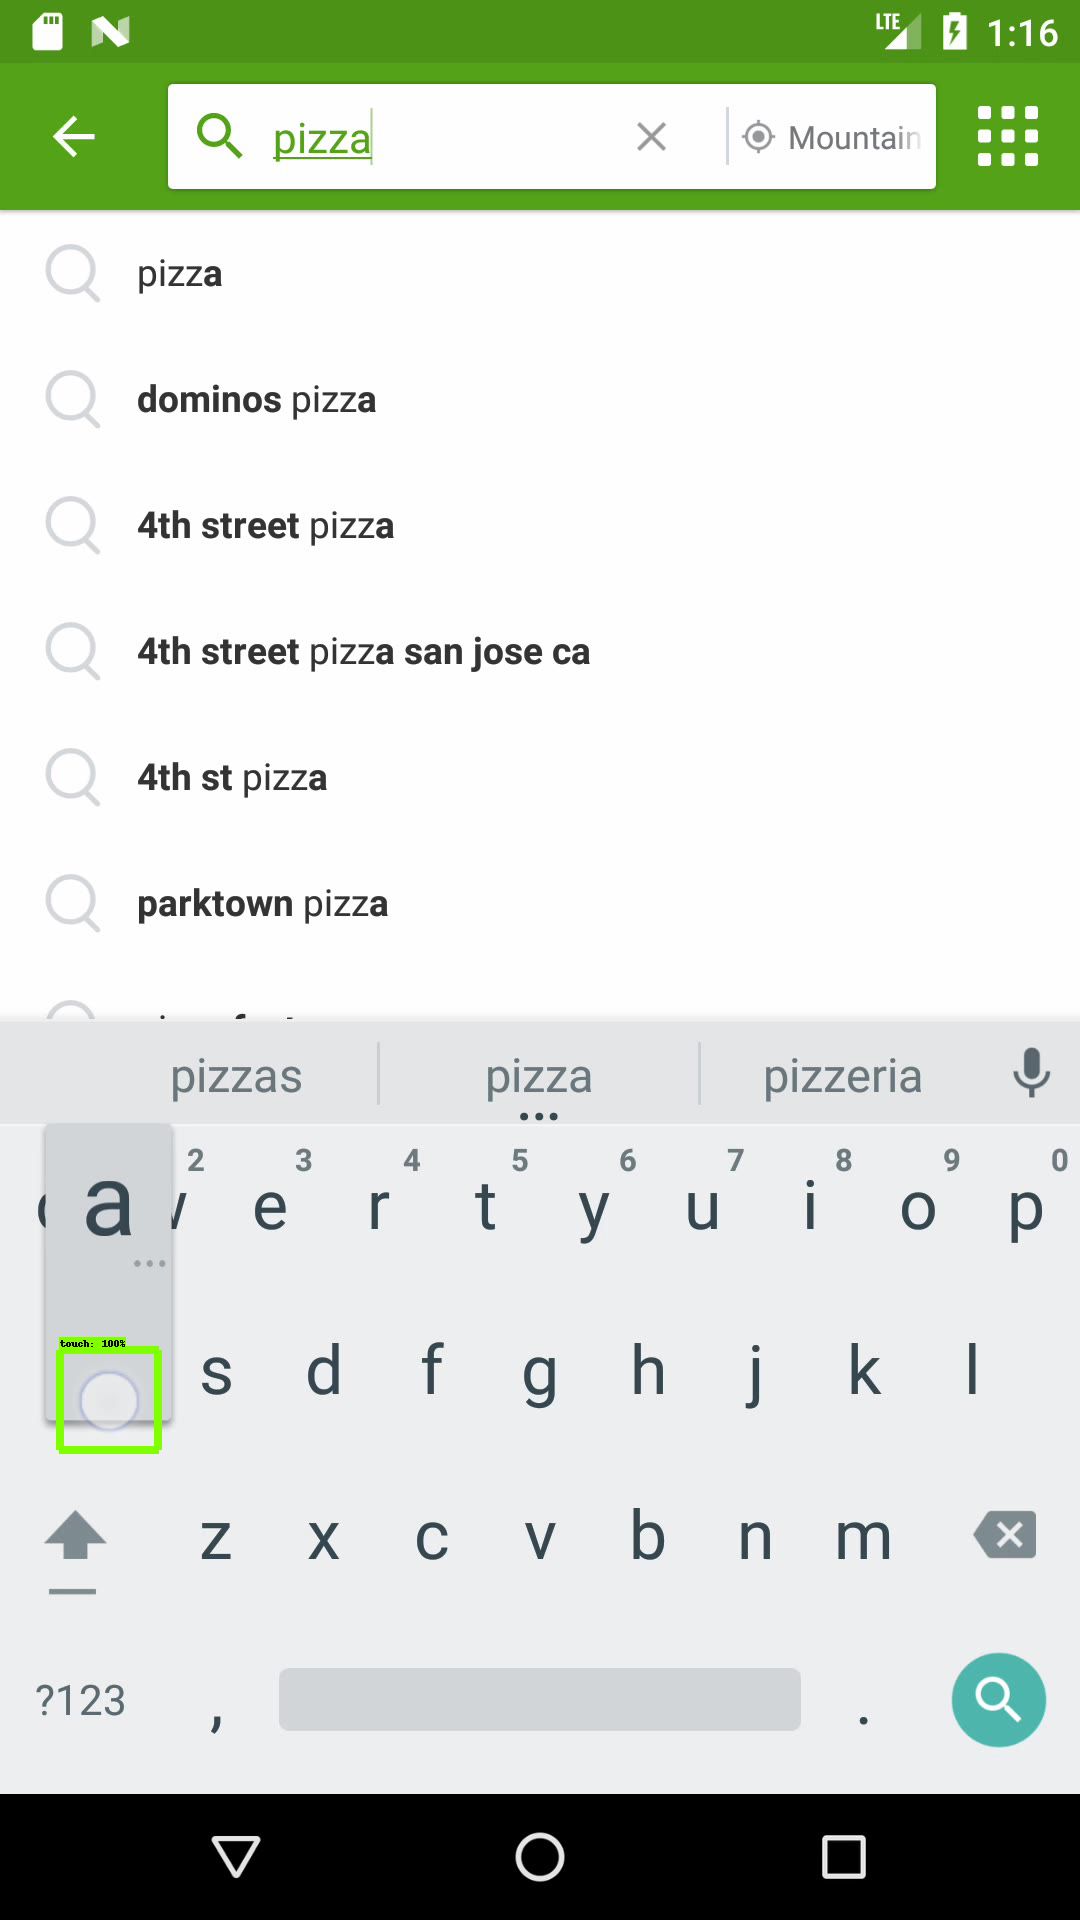 LTE 1:16
pizza Mountain
pizza
dominos pizza
4th street pizza
4th street pizza san jose ca
4th st pizza
parktown pizza
pizzas pizza pizzeria
2 3 4 5 6 7 8 9 0
a e r t y u i o p
touch: 100%
s d f g h j k l
z x c v b n m
?123 , .